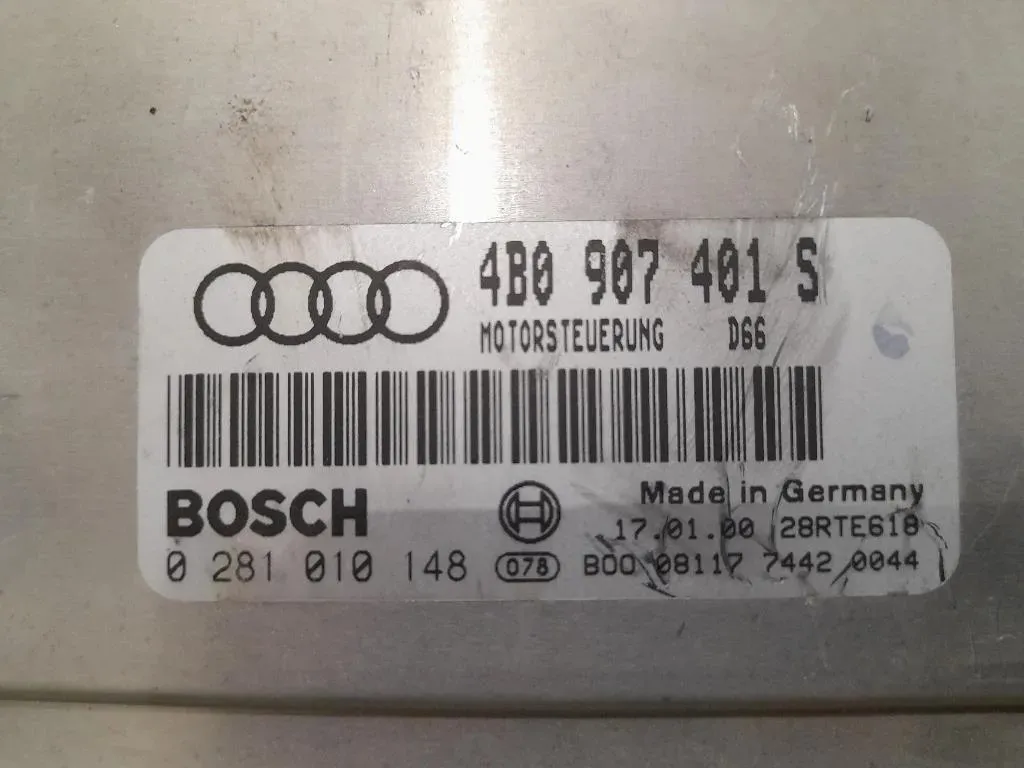 4B0 907 401 S
MOTORSTEUERUNG D66
BOSCH
Made in Germany
17.01.00 28RTE618
0 281 010 148 078 B00 08117 7442 0044